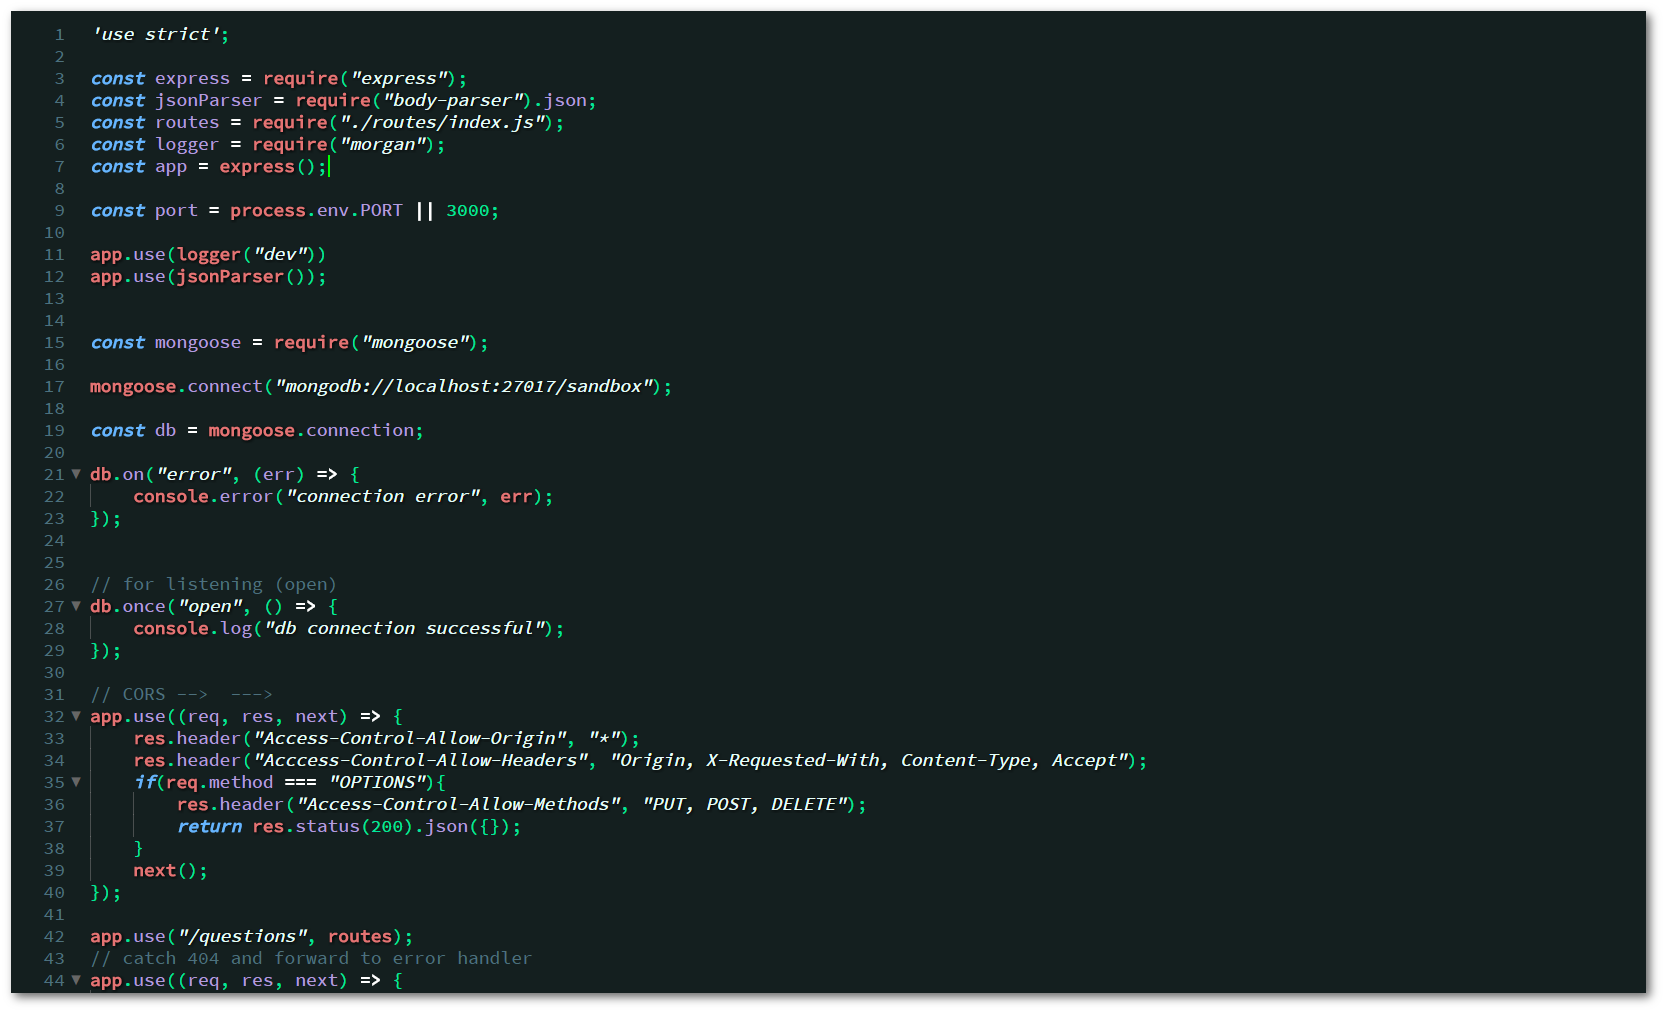 1 'use strict';
2
3 const express = require("express");
4 const jsonParser = require("body-parser").json;
5 const routes = require("./routes/index.js");
6 const logger = require("morgan");
7 const app = express();
8
9 const port = process.env.PORT || 3000;
10
11 app.use(logger("dev"))
12 app.use(jsonParser());
13
14
15 const mongoose = require("mongoose");
16
17 mongoose.connect("mongodb://localhost:27017/sandbox");
18
19 const db = mongoose.connection;
20
21 db.on("error", (err) => {
22     console.error("connection error", err);
23 });
24
25
26 // for listening (open)
27 db.once("open", () => {
28     console.log("db connection successful");
29 });
30
31 // CORS -->  --->
32 app.use((req, res, next) => {
33     res.header("Access-Control-Allow-Origin", "*");
34     res.header("Acccess-Control-Allow-Headers", "Origin, X-Requested-With, Content-Type, Accept");
35     if(req.method === "OPTIONS"){
36         res.header("Access-Control-Allow-Methods", "PUT, POST, DELETE");
37         return res.status(200).json({});
38     }
39     next();
40 });
41
42 app.use("/questions", routes);
43 // catch 404 and forward to error handler
44 app.use((req, res, next) => {